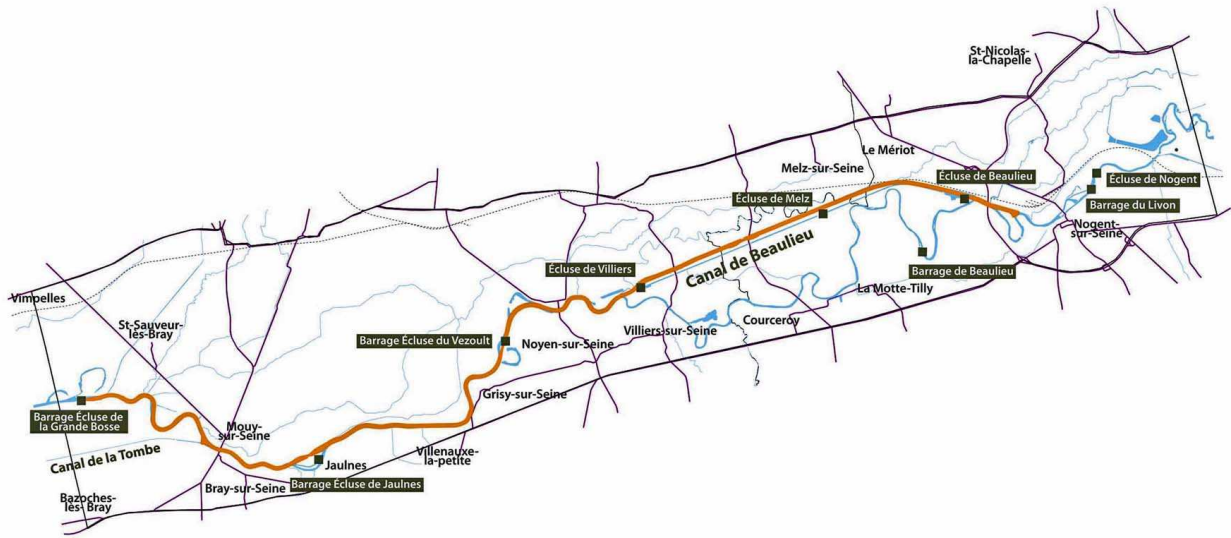 St-Nicolas-
la-Chapelle
Le Mériot
Melz-sur-Seine
Écluse de Beaulieu
Écluse de Nogent
Écluse de Melz
Barrage du Livon
Nogent-
sur-Seine
Canal de Beaulieu
Barrage de Beaulieu
Écluse de Villiers
La Motte-Tilly
Vimpelles
Courceroy
St-Sauveur-
lès-Bray
Villiers-sur-Seine
Barrage Écluse du Vezoult
Noyen-sur-Seine
Grisy-sur-Seine
Barrage Écluse de
la Grande Bosse
Mouy-
sur-Seine
Canal de la Tombe
Villenauxe-
la-petite
Jaulnes
Barrage Écluse de Jaulnes
Bray-sur-Seine
Bazoches-
lès-Bray